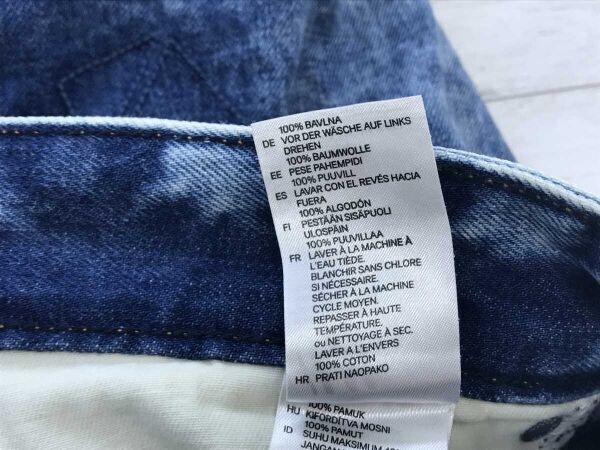 100% BAVLNA
DE VOR DER WÄSCHE AUF LINKS
DREHEN
100% BAUMWOLLE
EE PESE PAHEMPIDI
100% PUUVILL
ES LAVAR CON EL REVÉS HACIA
FUERA
100% ALGODÓN
FI PESTÄÄN SISÄPUOLI
ULOSPÄIN
100% PUUVILLAA
FR LAVER À LA MACHINE À
L'EAU TIÈDE.
BLANCHIR SANS CHLORE
SI NÉCESSAIRE.
SÉCHER À LA MACHINE
CYCLE MOYEN.
REPASSER À HAUTE
TEMPÉRATURE.
OU NETTOYAGE À SEC.
LAVER A L'ENVERS
100% COTON
HR PRATI NAOPAKO
100% PAMUK
HU KIFORDÍTVA MOSNI
100% PAMUT
ID SUHU MAKSIMUM
JANGAN